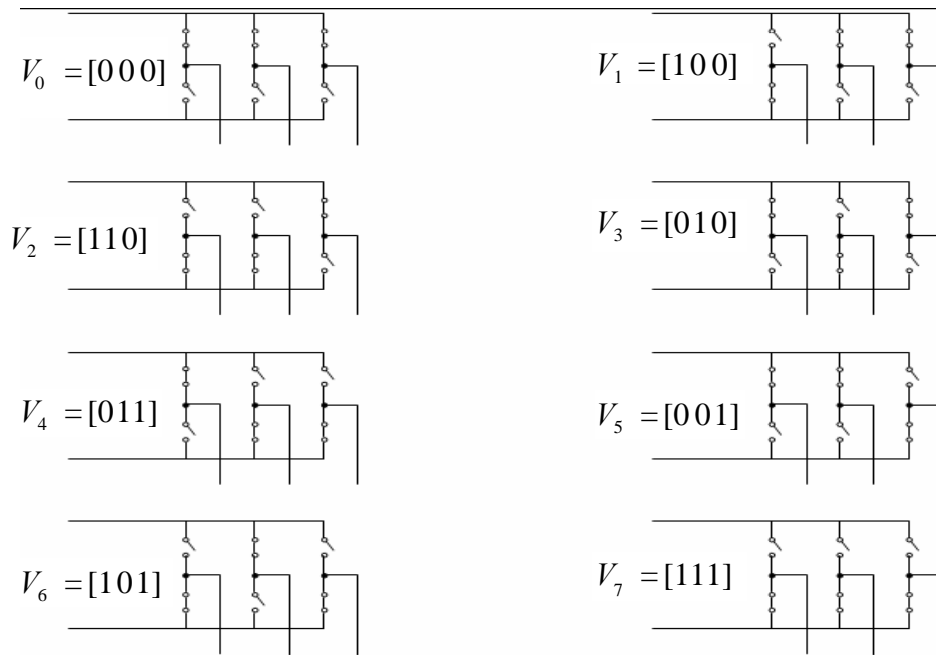 V0 = [0 0 0]
V1 = [1 0 0]
V2 = [1 1 0]
V3 = [0 1 0]
V4 = [0 1 1]
V5 = [0 0 1]
V6 = [1 0 1]
V7 = [1 1 1]